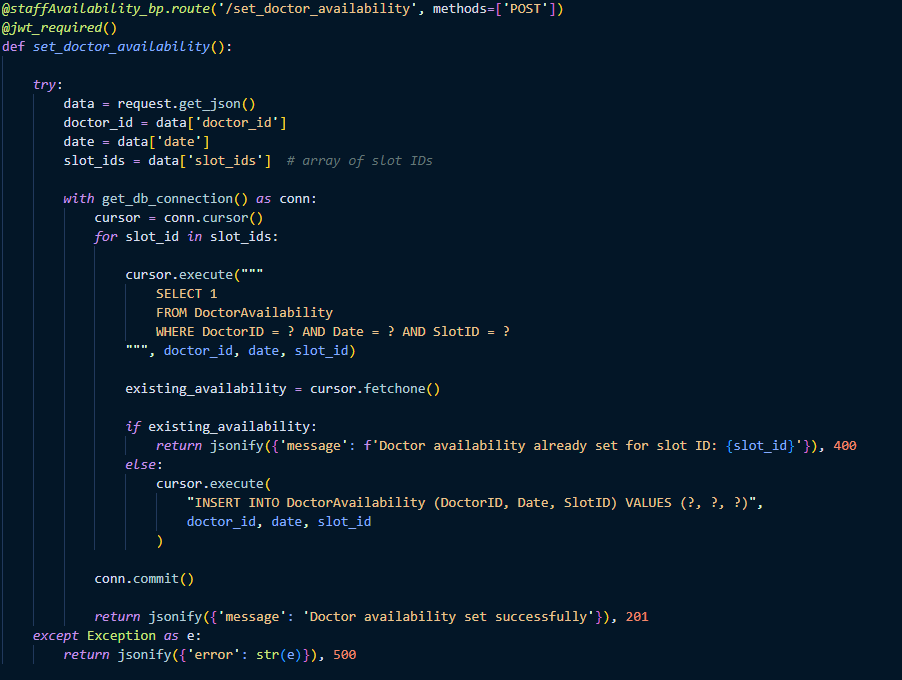 @staffAvailability_bp.route('/set_doctor_availability', methods=['POST'])
@jwt_required()
def set_doctor_availability():
try:
data = request.get_json()
doctor_id = data['doctor_id']
date = data['date']
slot_ids = data['slot_ids']  # array of slot IDs
with get_db_connection() as conn:
cursor = conn.cursor()
for slot_id in slot_ids:
cursor.execute("""
SELECT 1
FROM DoctorAvailability
WHERE DoctorID = ? AND Date = ? AND SlotID = ?
""", doctor_id, date, slot_id)
existing_availability = cursor.fetchone()
if existing_availability:
return jsonify({'message': f'Doctor availability already set for slot ID: {slot_id}'}), 400
else:
cursor.execute(
"INSERT INTO DoctorAvailability (DoctorID, Date, SlotID) VALUES (?, ?, ?)",
doctor_id, date, slot_id
)
conn.commit()
return jsonify({'message': 'Doctor availability set successfully'}), 201
except Exception as e:
return jsonify({'error': str(e)}), 500